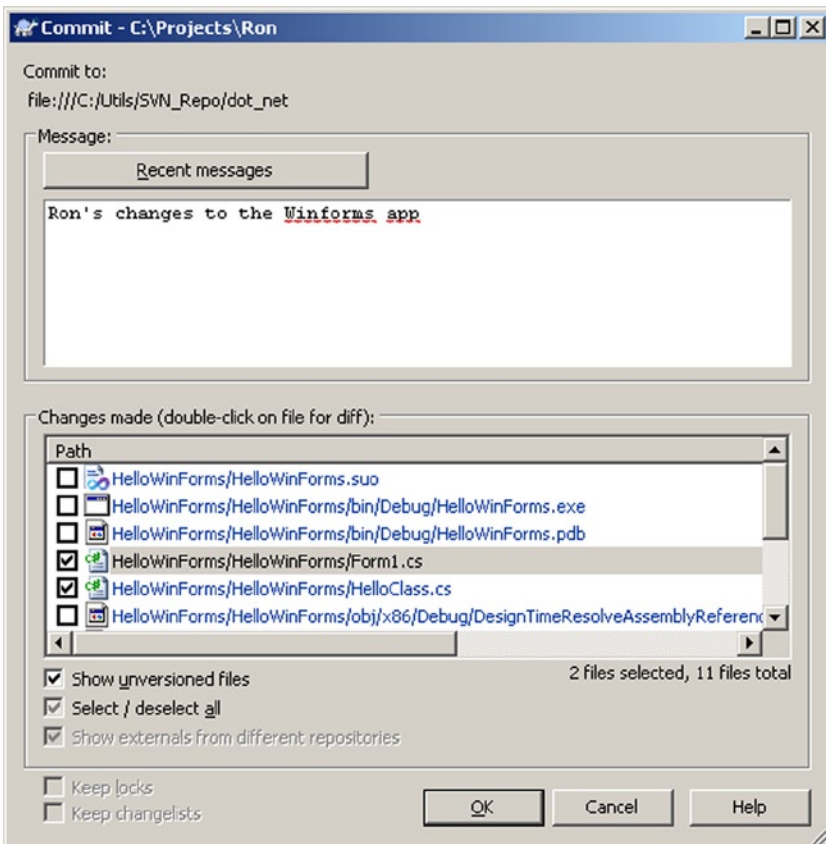 Commit - C:\Projects\Ron
Commit to:
file:///C:/Utils/SVN_Repo/dot_net
Message:
Recent messages
Ron's changes to the Winforms app
Changes made (double-click on file for diff):
Path
HelloWinForms/HelloWinForms.suo
HelloWinForms/HelloWinForms/bin/Debug/HelloWinForms.exe
HelloWinForms/HelloWinForms/bin/Debug/HelloWinForms.pdb
HelloWinForms/HelloWinForms/Form1.cs
HelloWinForms/HelloWinForms/HelloClass.cs
HelloWinForms/HelloWinForms/obj/x86/Debug/DesignTimeResolveAssemblyReferenc
2 files selected, 11 files total
Show unversioned files
Select / deselect all
Show externals from different repositories
Keep locks
Keep changelists
OK Cancel Help